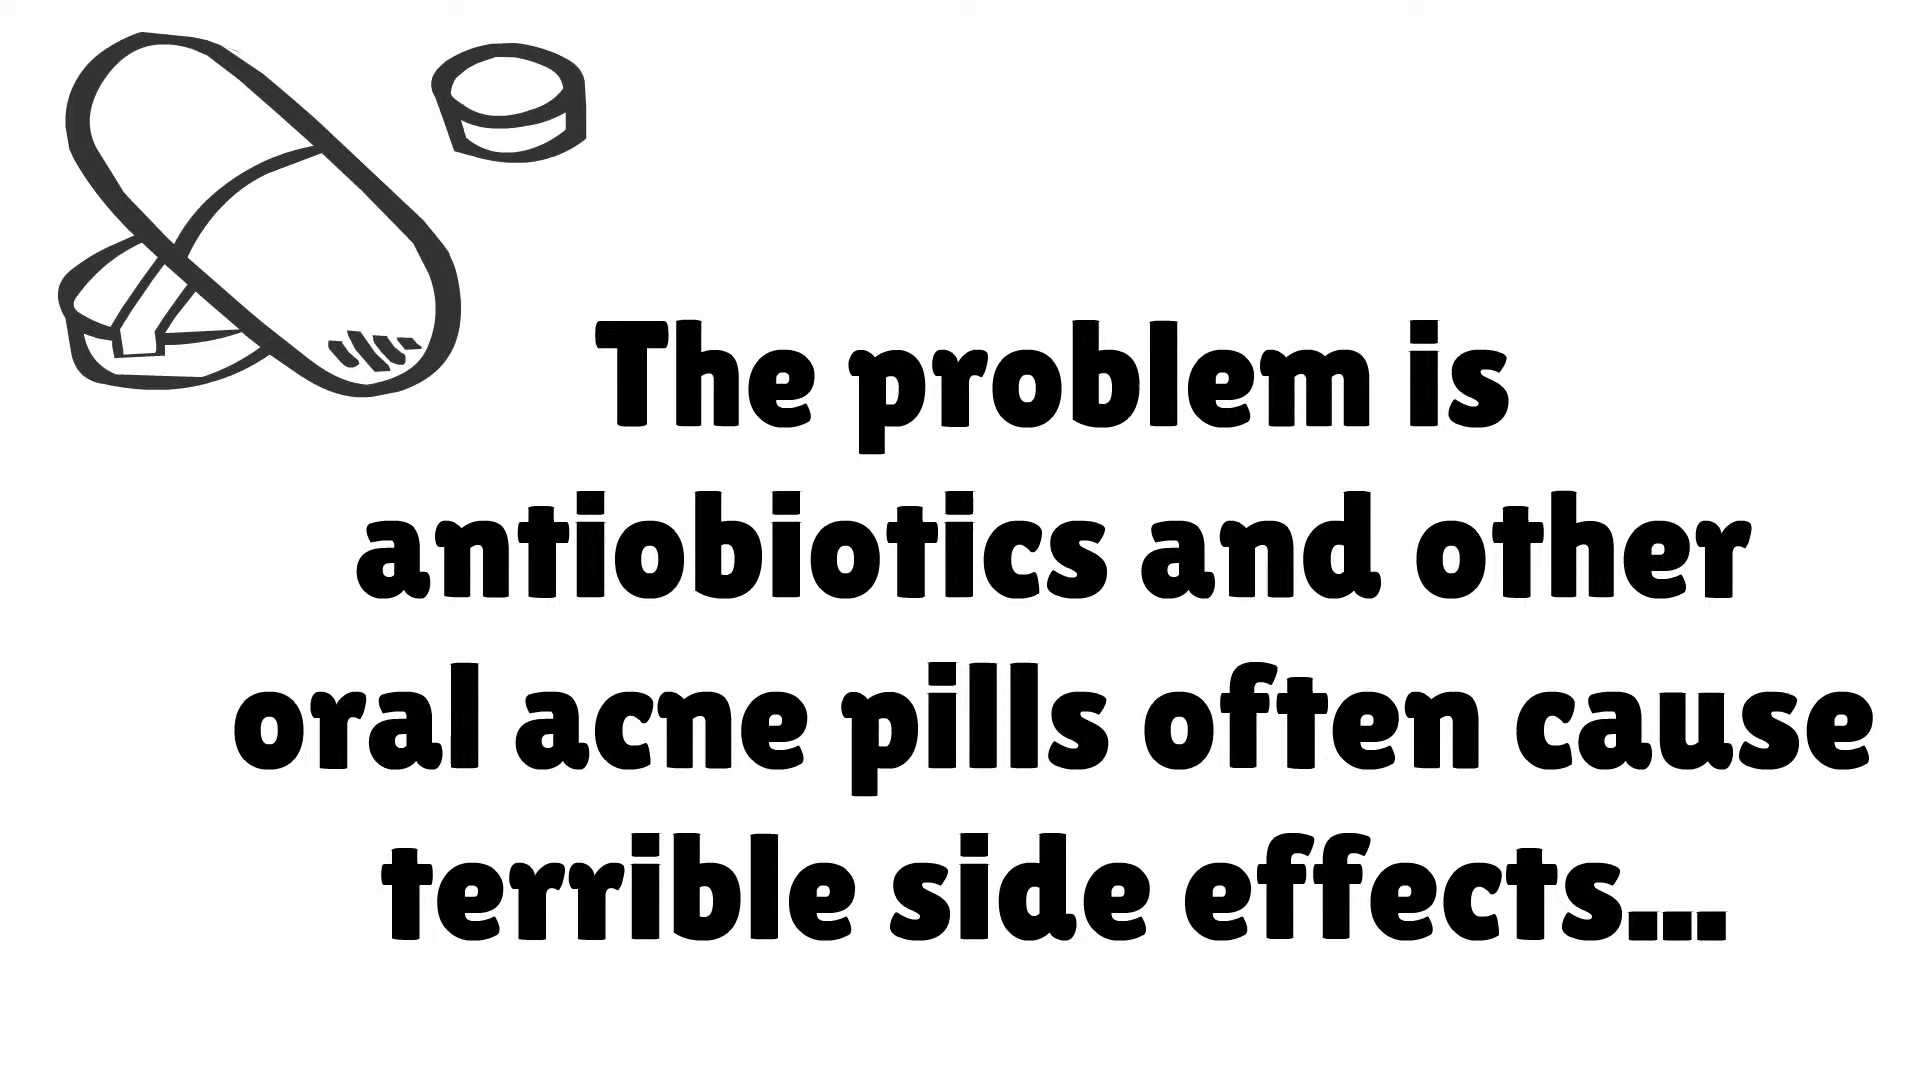 The problem is
antiobiotics and other
oral acne pills often cause
terrible side effects...